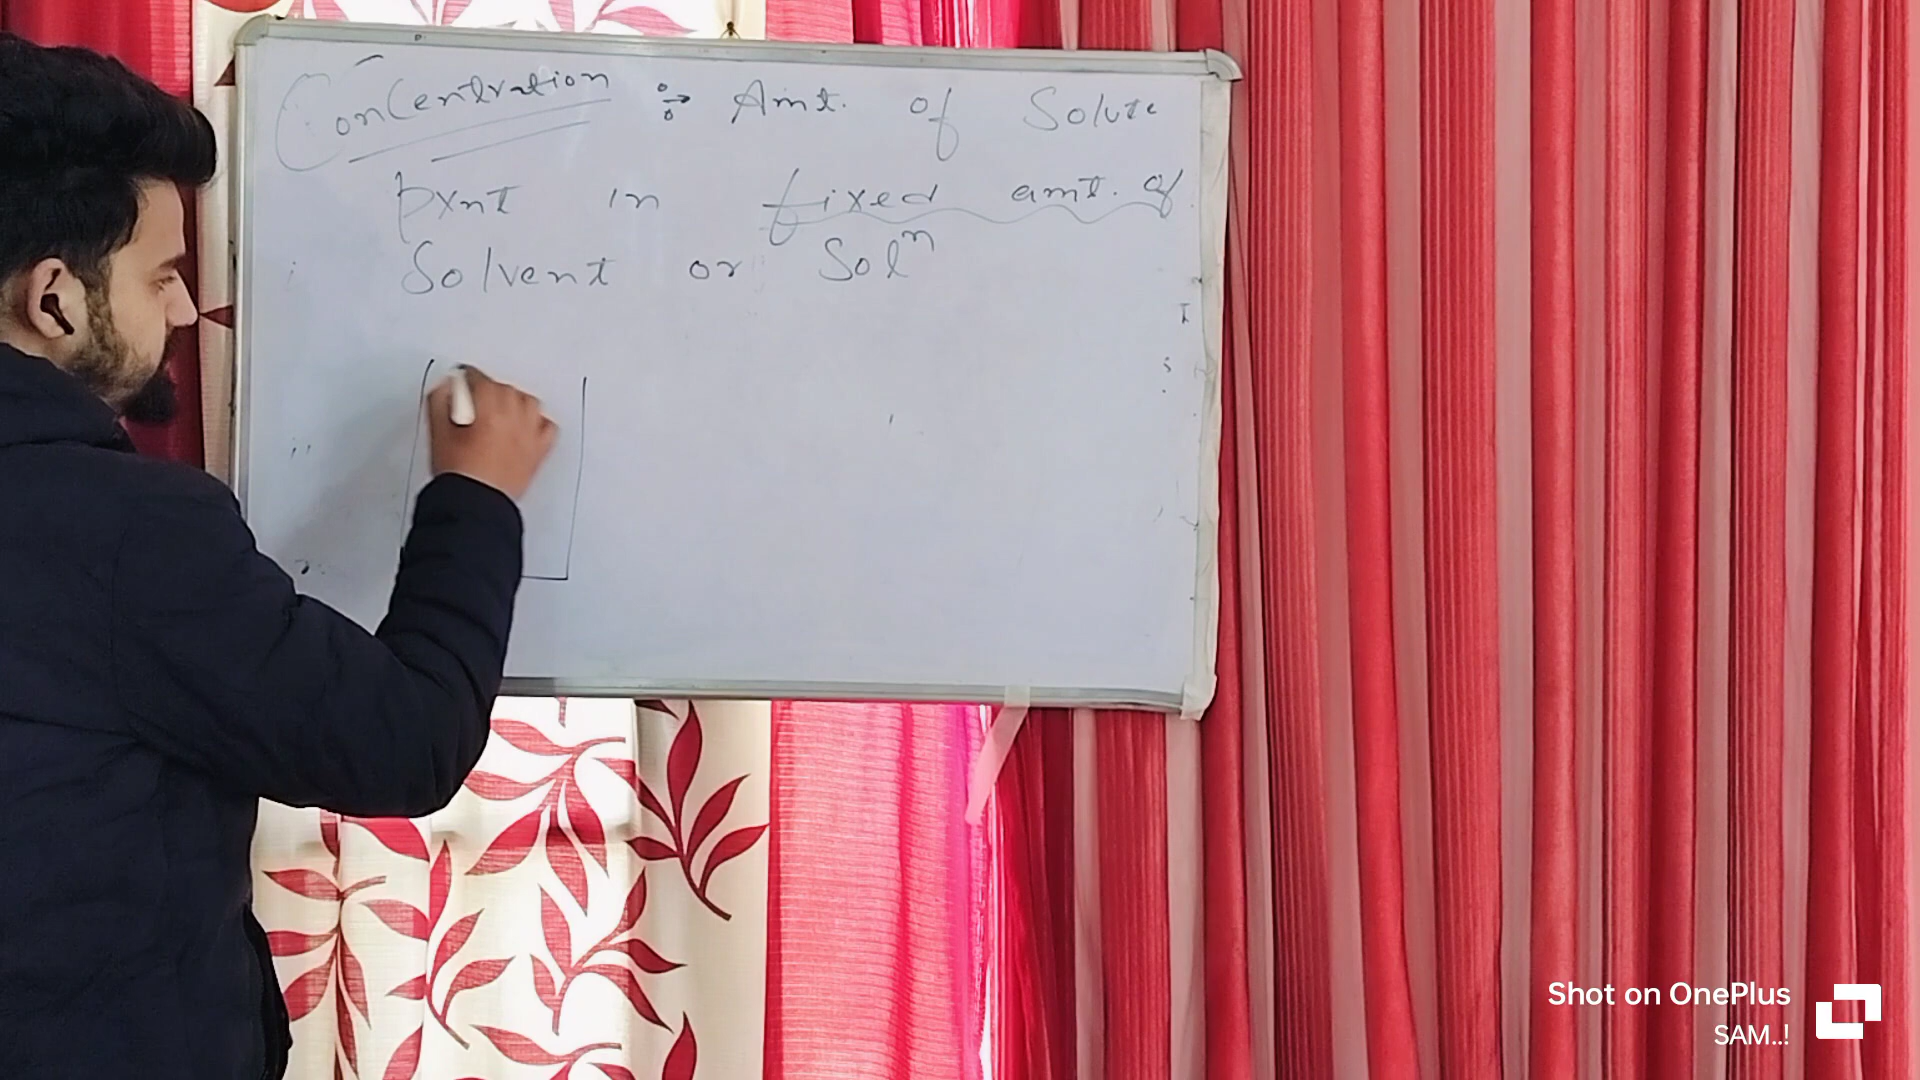 Concentration :→ Amt. of Solute
pxnt in fixed amt. of
Solvent or Solⁿ
Shot on OnePlus
SAM..!